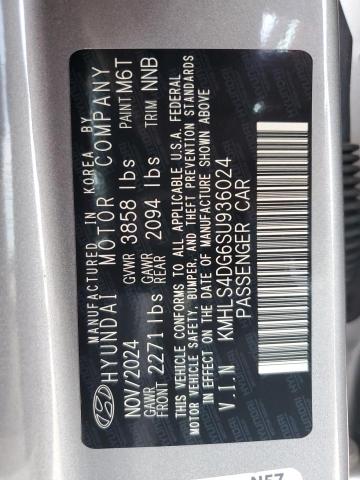 MANUFACTURED IN KOREA BY
HYUNDAI MOTOR COMPANY
NOV/2024 GVWR 3858 lbs PAINT M6T
GAWR FRONT 2271 lbs GAWR REAR 2094 lbs TRIM NNB
THIS VEHICLE CONFORMS TO ALL APPLICABLE U.S.A. FEDERAL
MOTOR VEHICLE SAFETY, BUMPER, AND THEFT PREVENTION STANDARDS
IN EFFECT ON THE DATE OF MANUFACTURE SHOWN ABOVE
V.I.N KMHLS4DG6SU936024
PASSENGER CAR
N57